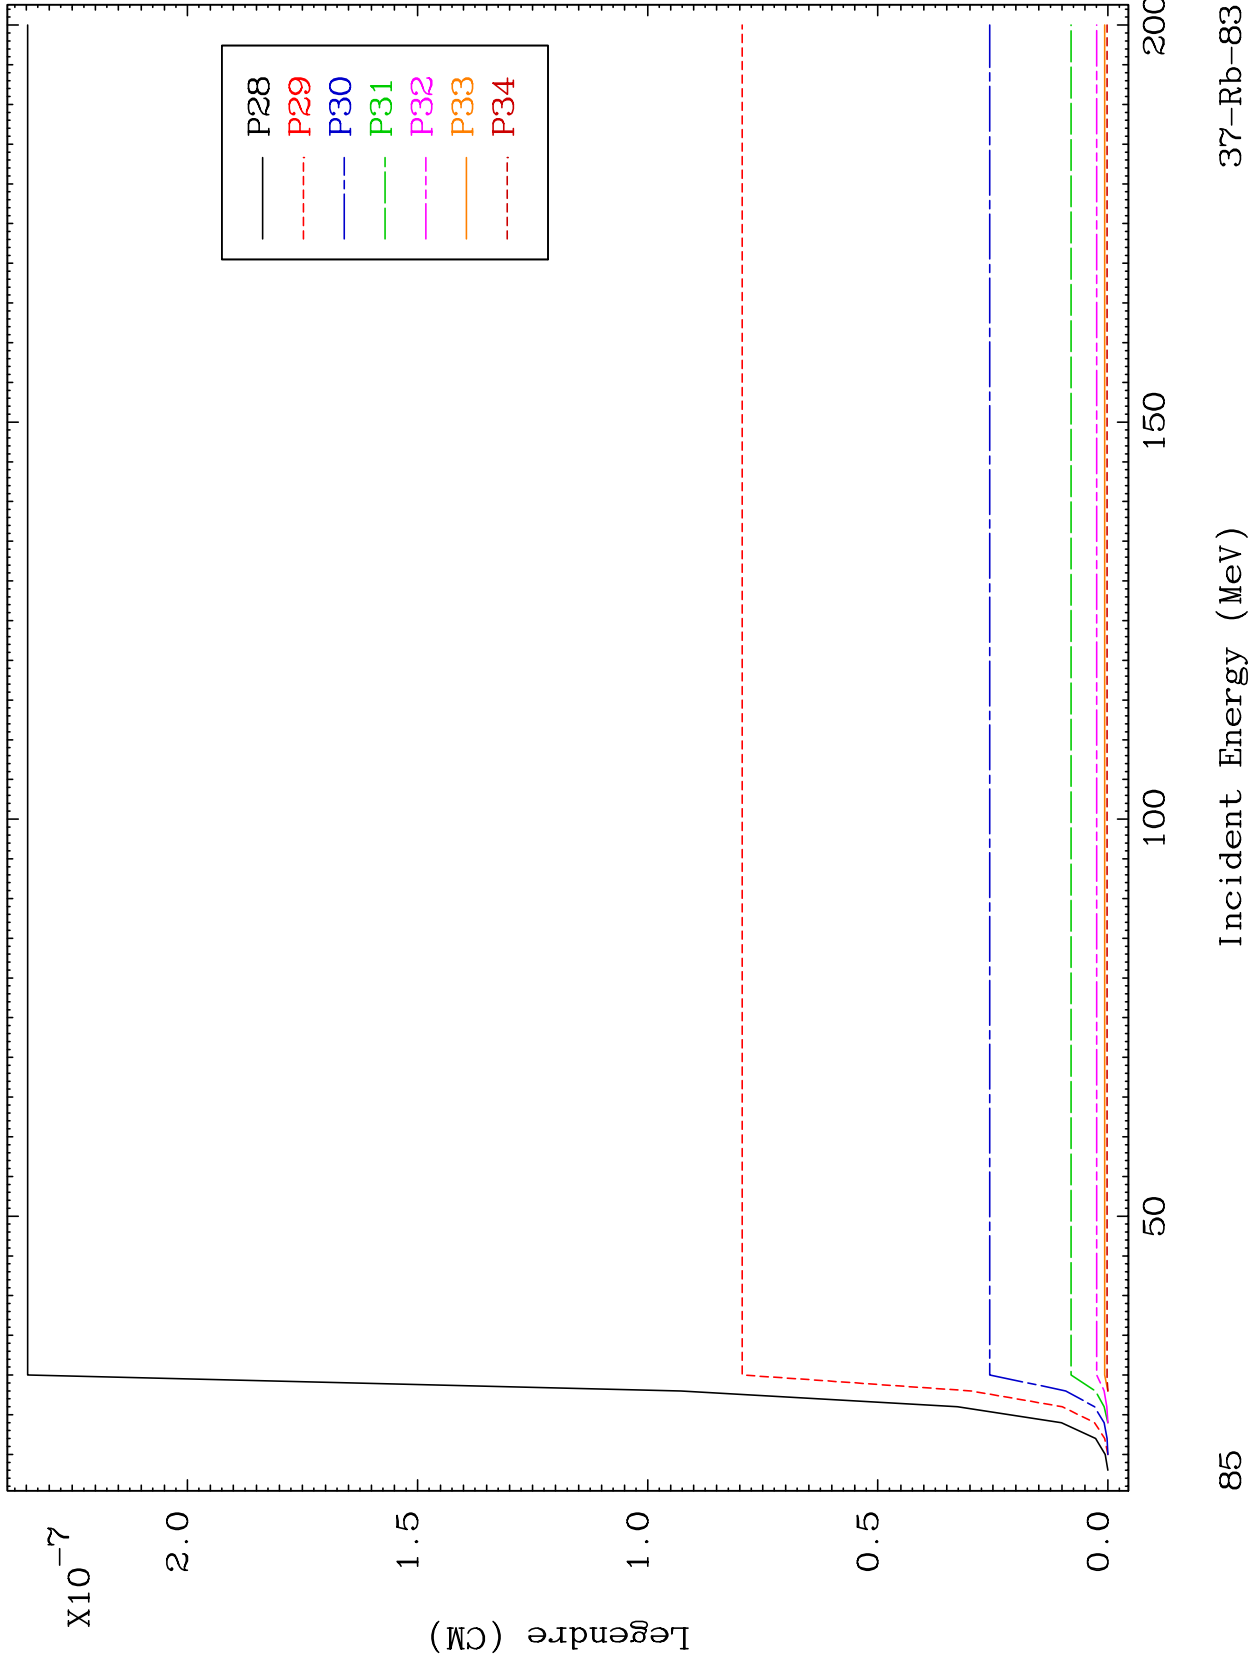 X10-7
2.0
1.5
1.0
0.5
0.0
Legendre (CM)
P28
P29
P30
P31
P32
P33
P34
50
100
150
200
Incident Energy (MeV)
85
37-Rb-83